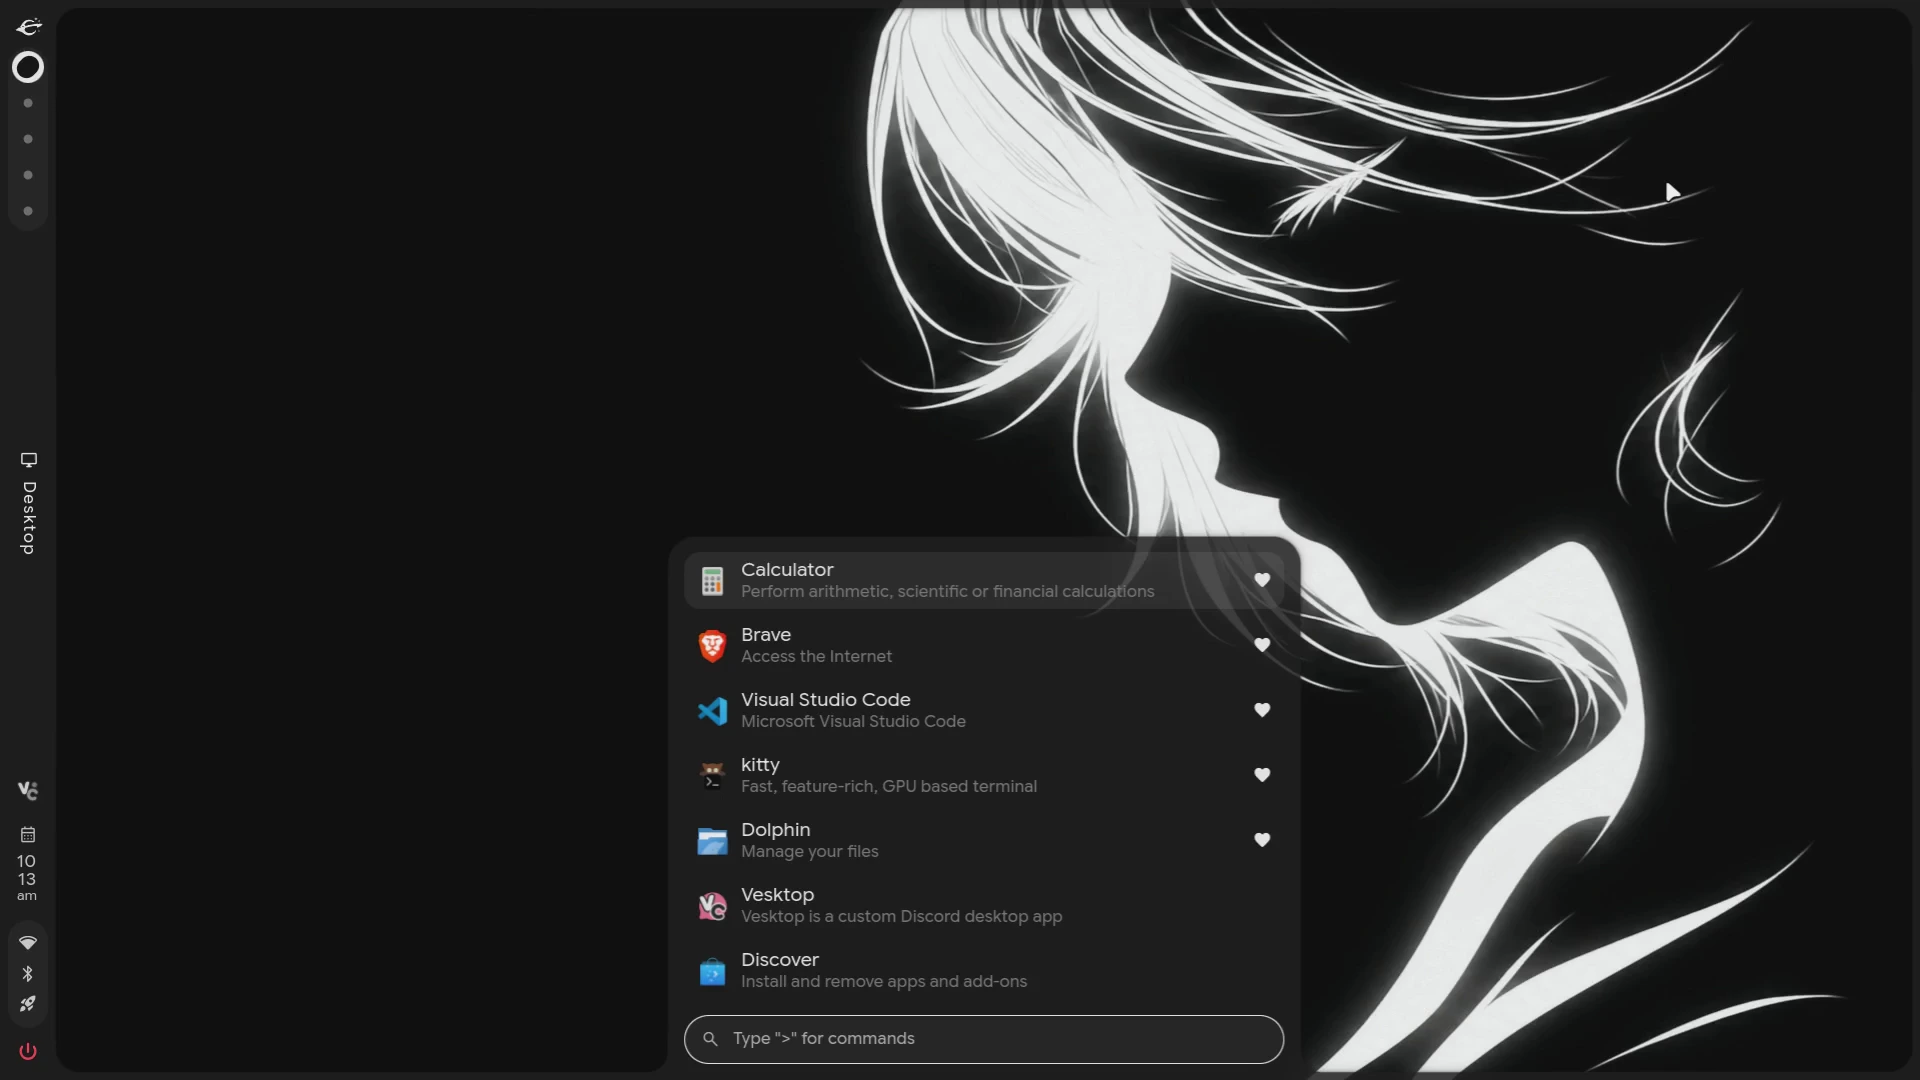 Desktop
10
13
am
Calculator
Perform arithmetic, scientific or financial calculations
Brave
Access the Internet
Visual Studio Code
Microsoft Visual Studio Code
kitty
Fast, feature-rich, GPU based terminal
Dolphin
Manage your files
Vesktop
Vesktop is a custom Discord desktop app
Discover
Install and remove apps and add-ons
Type ">" for commands